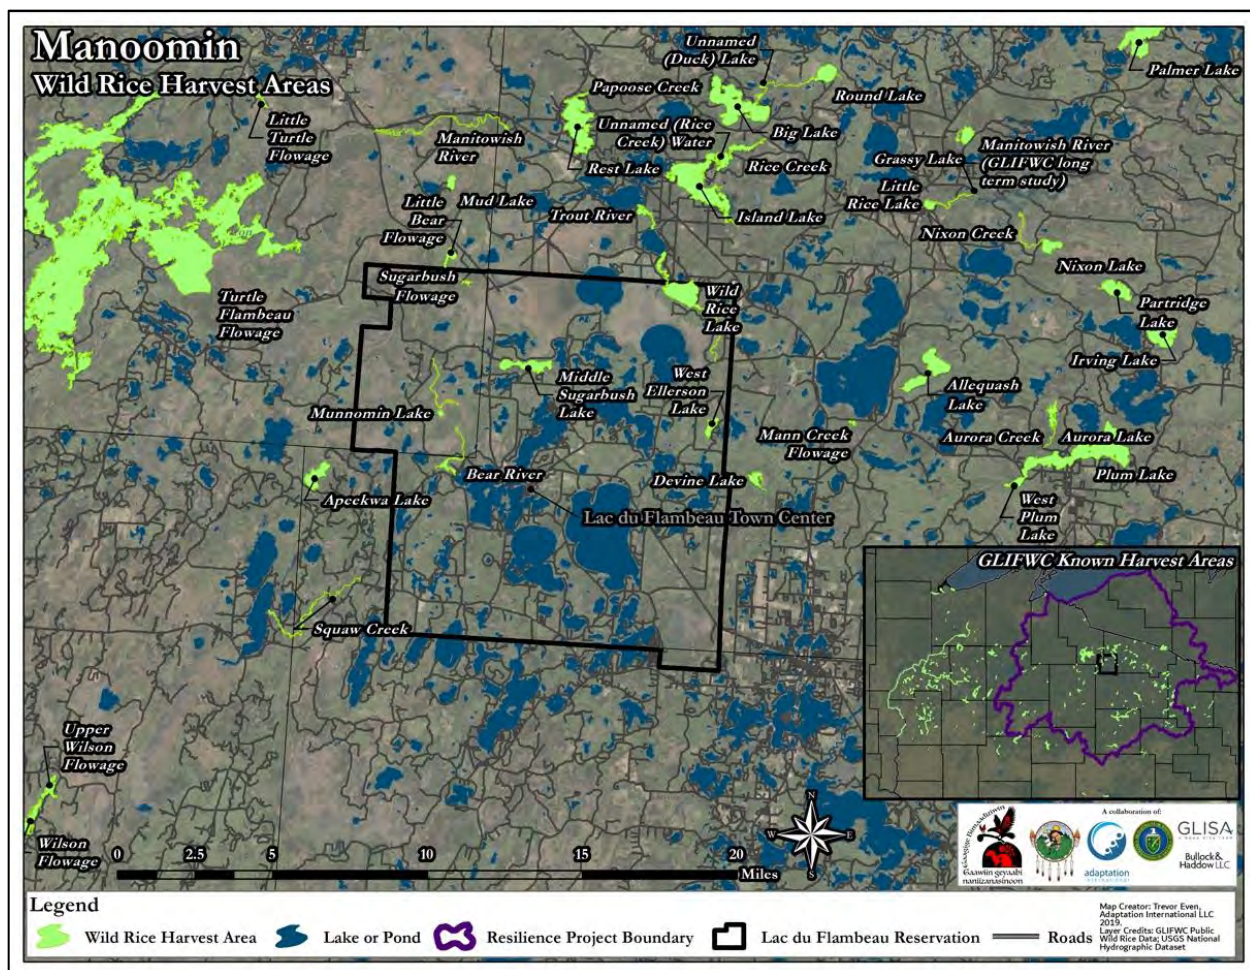 Manoomin
Wild Rice Harvest Areas
Unnamed
(Duck) Lake
Palmer Lake
Papoose Creek
Round Lake
Little
Turtle
Flowage
Manitowish
River
Unnamed (Rice
Creek) Water
Big Lake
Manitowish River
(GLIFWC long
term study)
Grassy Lake
Rest Lake
Rice Creek
Little
Rice Lake
Little
Bear
Flowage
Mud Lake
Trout River
Island Lake
Nixon Creek
Nixon Lake
Sugarbush
Flowage
Turtle
Flambeau
Flowage
Wild
Rice
Lake
Partridge
Lake
Irving Lake
Middle
Sugarbush
Lake
West
Ellerson
Lake
Allequash
Lake
Munnomin Lake
Mann Creek
Flowage
Aurora Creek
Aurora Lake
Bear River
Devine Lake
Plum Lake
Apeekwa Lake
West
Plum
Lake
Lac du Flambeau Town Center
GLIFWC Known Harvest Areas
Squaw Creek
Upper
Wilson
Flowage
Wilson
Flowage
0 2.5 5 10 15 20
Miles
N
W E
S
A collaboration of:
Gaawiin geyaabi
naniizanasinoon
adaptation
GLISA
Bullock &
Haddow LLC
Legend
Wild Rice Harvest Area
Lake or Pond
Resilience Project Boundary
Lac du Flambeau Reservation
Roads
Map Creator: Trevor Even,
Adaptation International LLC
2019.
Layer Credits: GLIFWC Public
Wild Rice Data; USGS National
Hydrographic Dataset